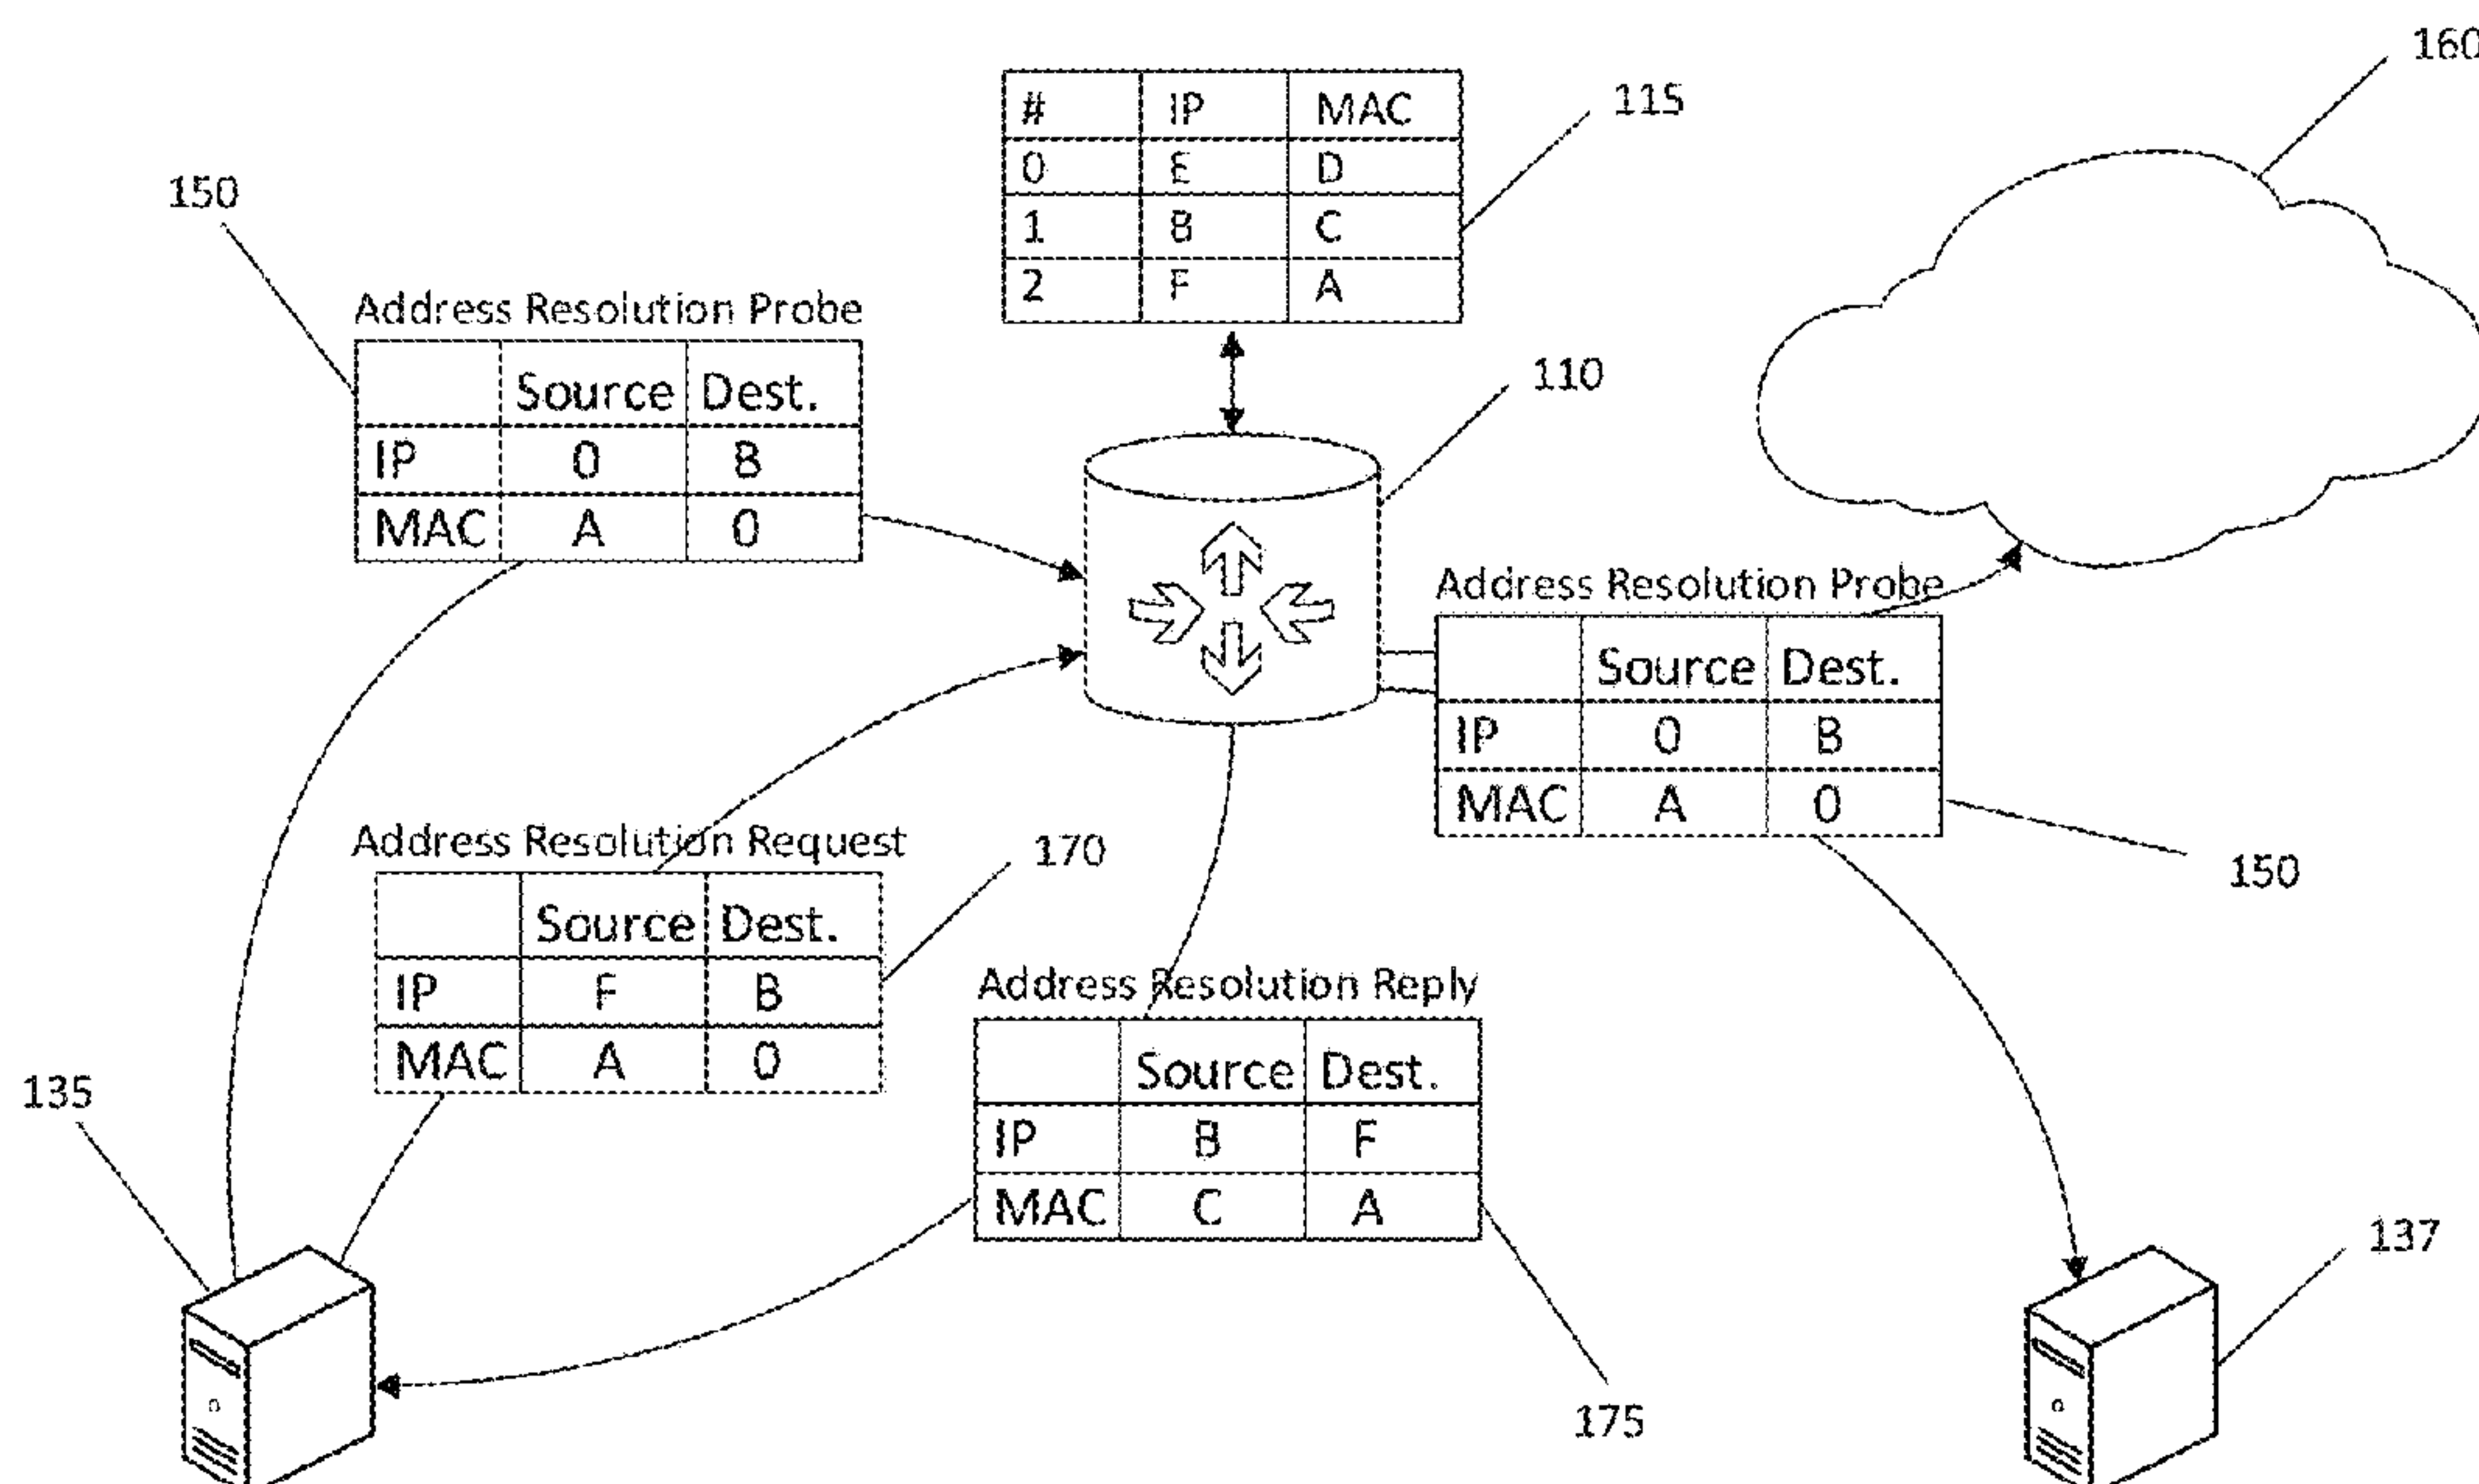 160
# IP MAC
0 E D
1 B C
2 F A
115
150
Address Resolution Probe
Source Dest.
IP 0 B
MAC A 0
110
Address Resolution Probe
Source Dest.
IP 0 B
MAC A 0
150
Address Resolution Request
Source Dest.
IP F B
MAC A 0
170
Address Resolution Reply
Source Dest.
IP B F
MAC C A
175
135
137